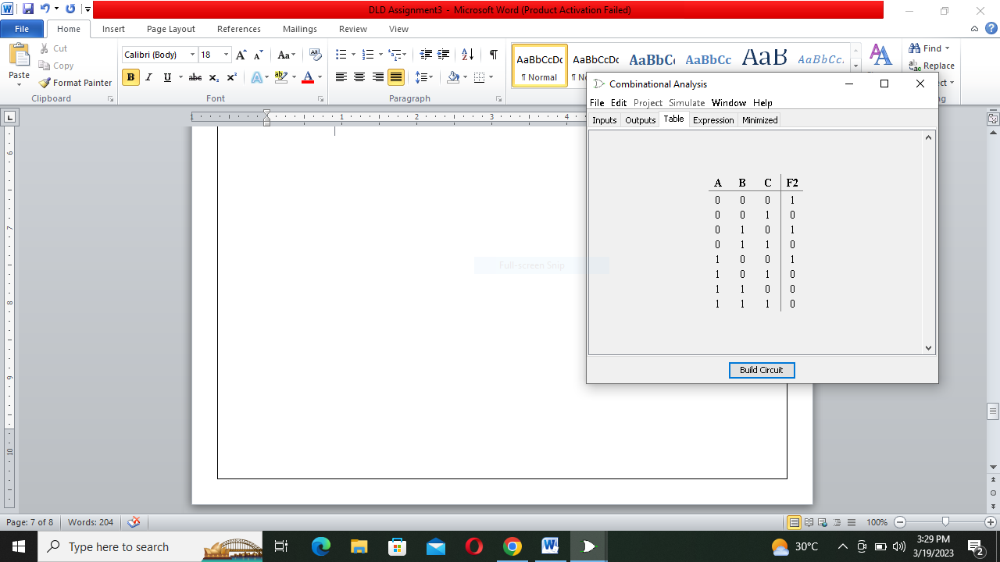 DLD Assignment3 - Microsoft Word (Product Activation Failed)
File Home Insert Page Layout References Mailings Review View
Paste
Cut
Copy
Format Painter
Clipboard
Calibri (Body) 18
Font
Paragraph
AaBbCcDc AaBbCcDc AaBbCc AaBbCc AaB AaBbCc.
¶ Normal
Find
Replace
Combinational Analysis
File Edit Project Simulate Window Help
Inputs Outputs Table Expression Minimized
A B C F2
0 0 0 1
0 0 1 0
0 1 0 1
0 1 1 0
1 0 0 1
1 0 1 0
1 1 0 0
1 1 1 0
Build Circuit
Full-screen Snip
Page: 7 of 8 Words: 204 100%
Type here to search
30°C
3:29 PM
3/19/2023
2